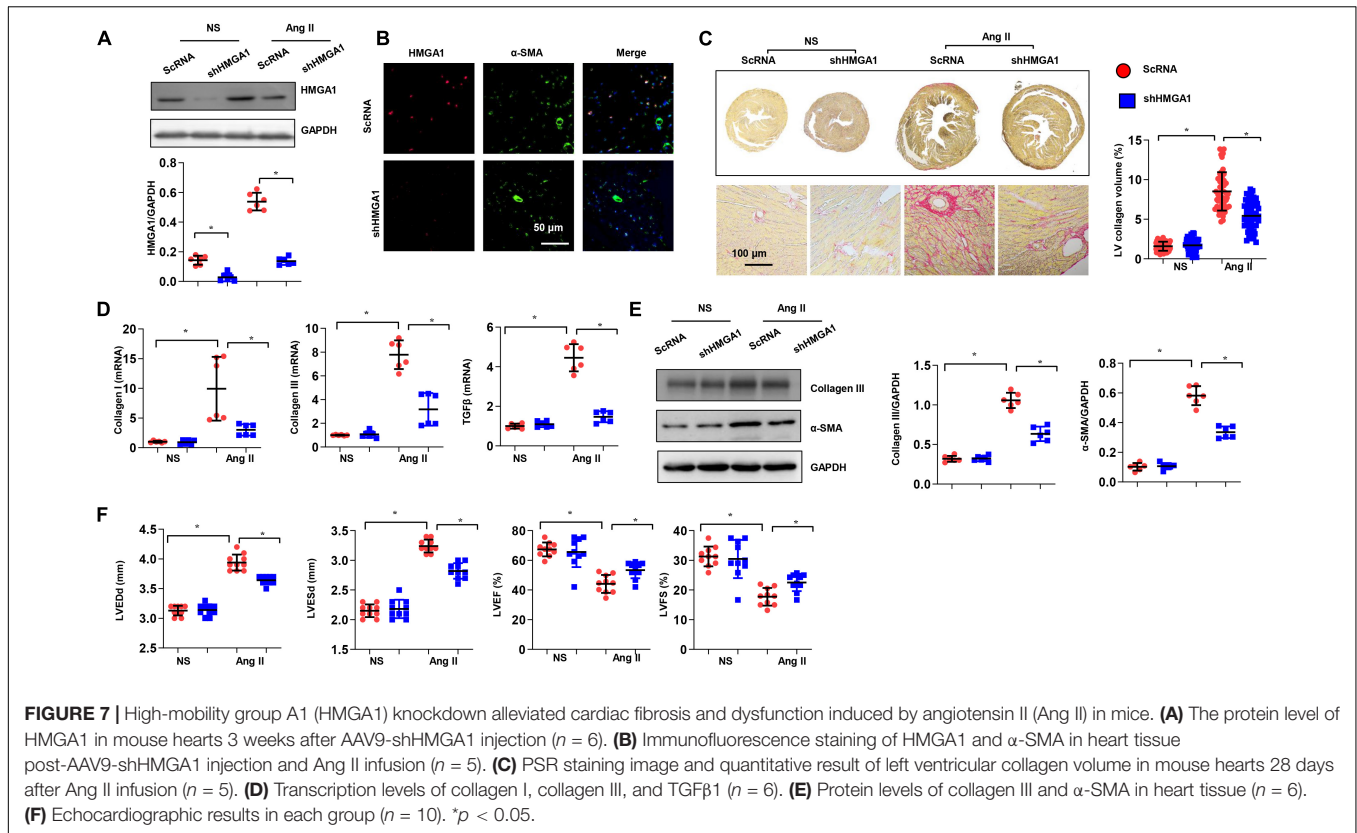 A
NS Ang II
ScRNA shHMGA1 ScRNA shHMGA1
HMGA1
GAPDH
HMGA1/GAPDH
0.8
0.6
0.4
0.2
0.0
* *
NS Ang II
B
HMGA1 α-SMA Merge
ScRNA
shHMGA1
50 μm
C
NS Ang II
ScRNA shHMGA1 ScRNA shHMGA1
100 μm
ScRNA
shHMGA1
LV collagen volume (%)
15
10
5
0
* *
NS Ang II
D
Collagen I (mRNA)
20
15
10
5
0
* *
NS Ang II
Collagen III (mRNA)
10
8
6
4
2
0
* *
NS Ang II
TGFβ (mRNA)
6
4
2
0
* *
NS Ang II
E
NS Ang II
ScRNA shHMGA1 ScRNA shHMGA1
Collagen III
α-SMA
GAPDH
Collagen III/GAPDH
1.5
1.0
0.5
0.0
* *
NS Ang II
α-SMA/GAPDH
0.8
0.6
0.4
0.2
0.0
* *
NS Ang II
F
LVEDd (mm)
4.5
4.0
3.5
3.0
2.5
* *
NS Ang II
LVESd (mm)
3.5
3.0
2.5
2.0
1.5
* *
NS Ang II
LVEF (%)
100
80
60
40
20
0
* *
NS Ang II
LVFS (%)
50
40
30
20
10
0
* *
NS Ang II
FIGURE 7 | High-mobility group A1 (HMGA1) knockdown alleviated cardiac fibrosis and dysfunction induced by angiotensin II (Ang II) in mice. (A) The protein level of
HMGA1 in mouse hearts 3 weeks after AAV9-shHMGA1 injection (n = 6). (B) Immunofluorescence staining of HMGA1 and α-SMA in heart tissue
post-AAV9-shHMGA1 injection and Ang II infusion (n = 5). (C) PSR staining image and quantitative result of left ventricular collagen volume in mouse hearts 28 days
after Ang II infusion (n = 5). (D) Transcription levels of collagen I, collagen III, and TGFβ1 (n = 6). (E) Protein levels of collagen III and α-SMA in heart tissue (n = 6).
(F) Echocardiographic results in each group (n = 10). *p < 0.05.